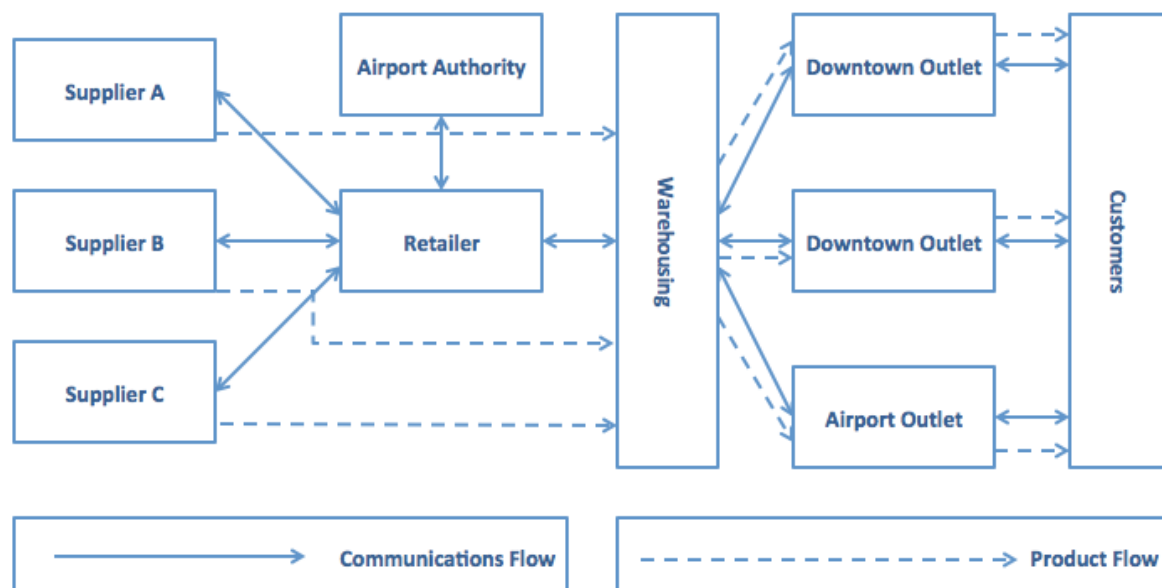 Supplier A
Airport Authority
Downtown Outlet
Supplier B
Retailer
Warehousing
Downtown Outlet
Customers
Supplier C
Airport Outlet
Communications Flow
Product Flow